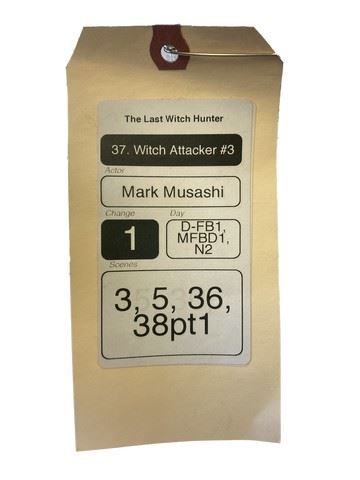 The Last Witch Hunter
37. Witch Attacker #3
Actor
Mark Musashi
Change
Day
1
D-FB1,
MFBD1,
N2
Scenes
3, 5, 36,
38pt1